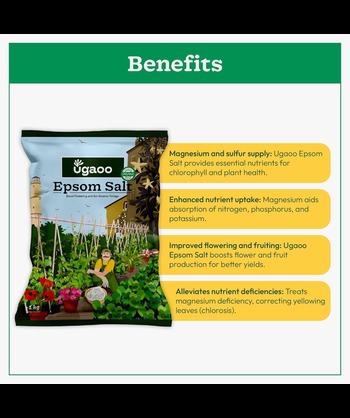 Benefits
ugaoo
Epsom Salt
Magnesium and sulfur supply: Ugaoo Epsom
Salt provides essential nutrients for
chlorophyll and plant health.
Enhanced nutrient uptake: Magnesium aids
absorption of nitrogen, phosphorus, and
potassium.
Improved flowering and fruiting: Ugaoo
Epsom Salt boosts flower and fruit
production for better yields.
Alleviates nutrient deficiencies: Treats
magnesium deficiency, correcting yellowing
leaves (chlorosis).
1 kg